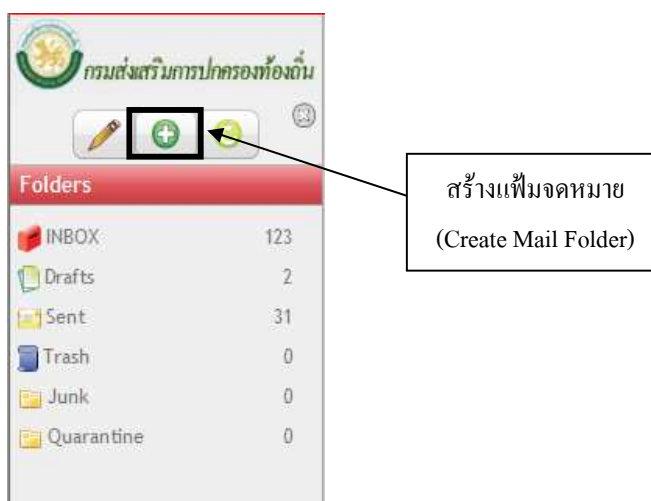 กรมส่งเสริมการปกครองท้องถิ่น
Folders
INBOX 123
Drafts 2
Sent 31
Trash 0
Junk 0
Quarantine 0
สร้างแฟ้มจดหมาย
(Create Mail Folder)